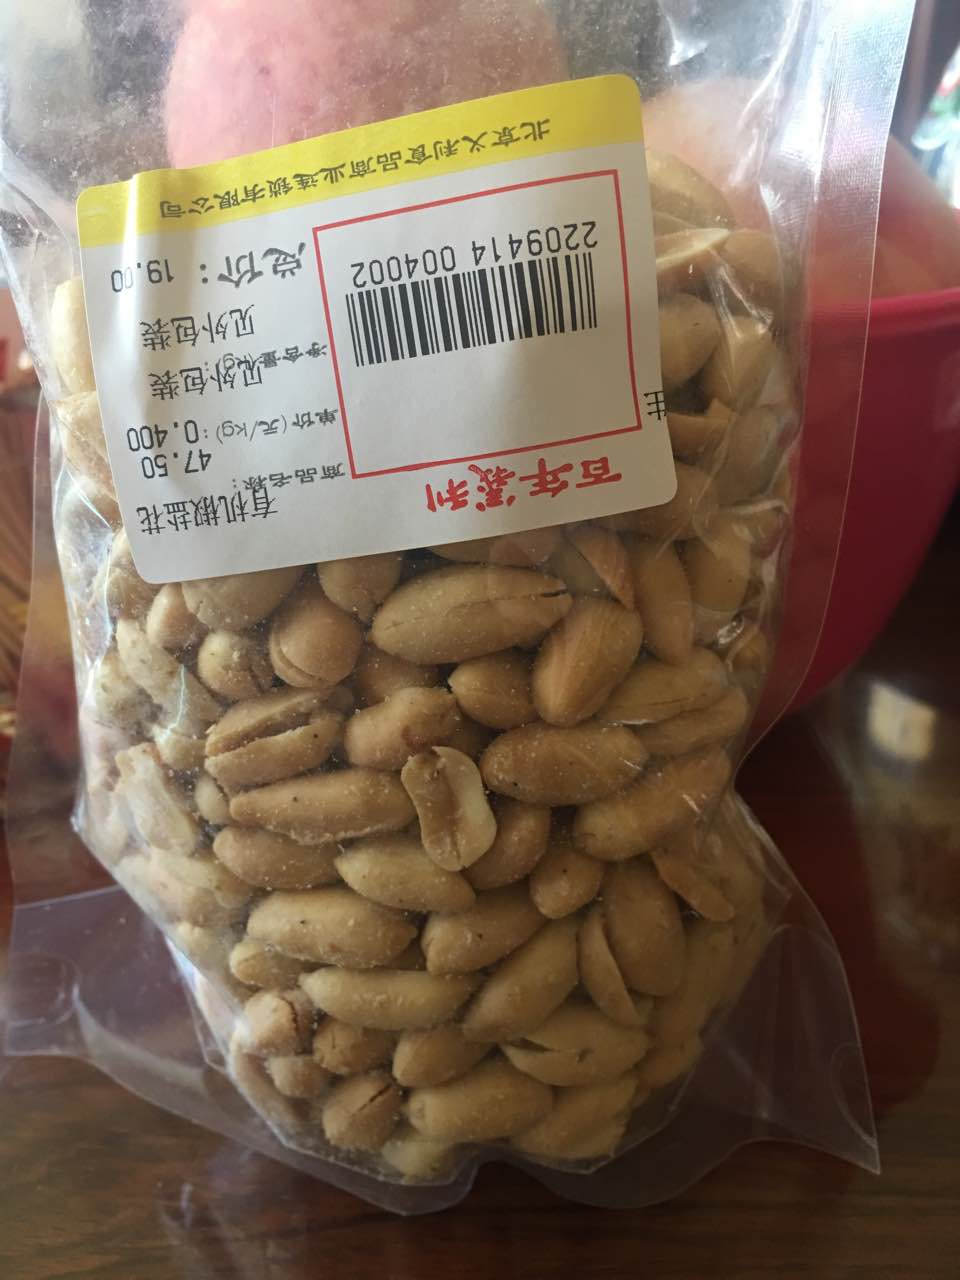 百年義利
商品名称：
有机椒盐花
生
单价(元/kg)：
47.50
净含量(kg)：
0.400
见外包装
见外包装
总价：19.00
2209414 004002
北京义利食品商业连锁有限公司